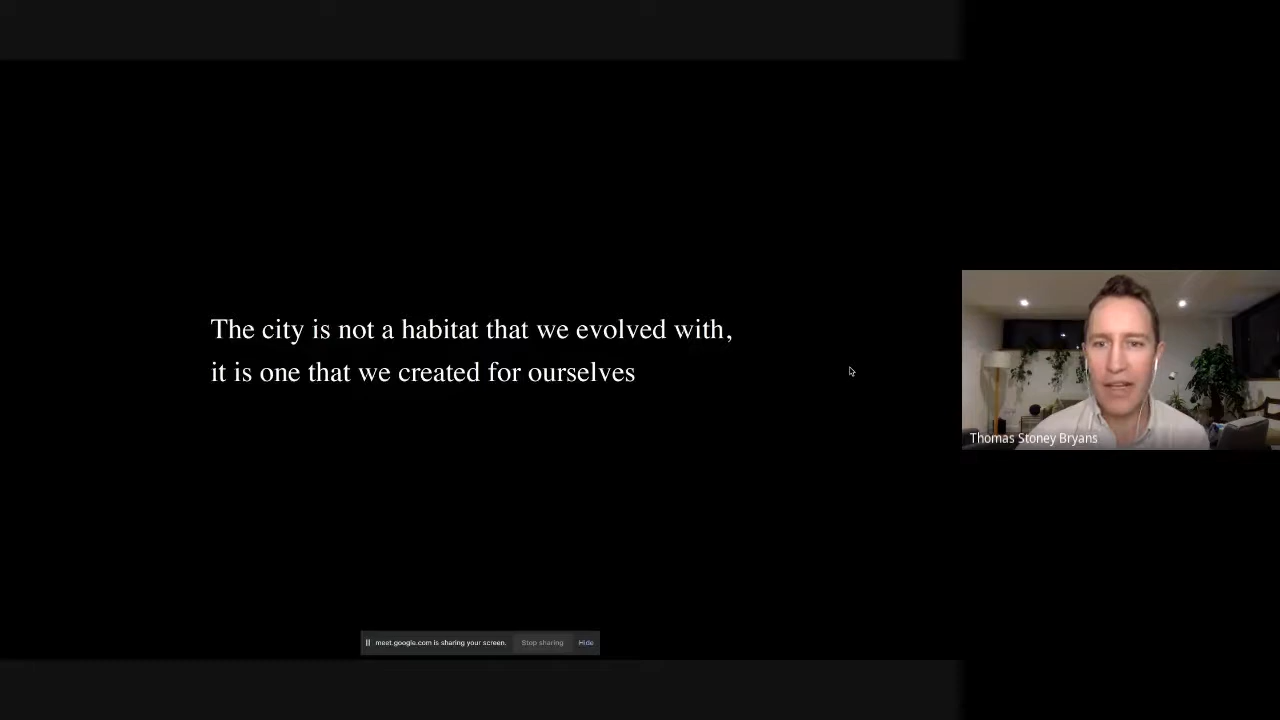 The city is not a habitat that we evolved with,
it is one that we created for ourselves
Thomas Stoney Bryans
meet.google.com is sharing your screen. Stop sharing Hide